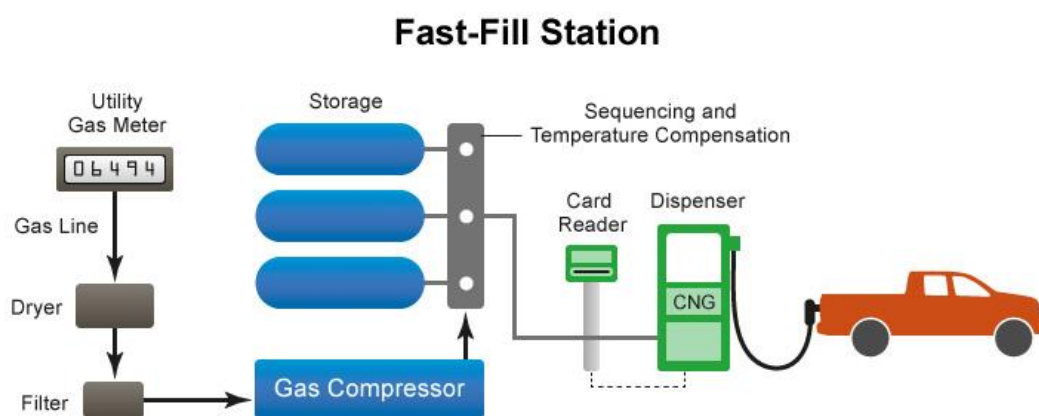 Fast-Fill Station
Utility
Gas Meter
06494
Gas Line
Dryer
Filter
Storage
Gas Compressor
Sequencing and
Temperature Compensation
Card
Reader
Dispenser
CNG